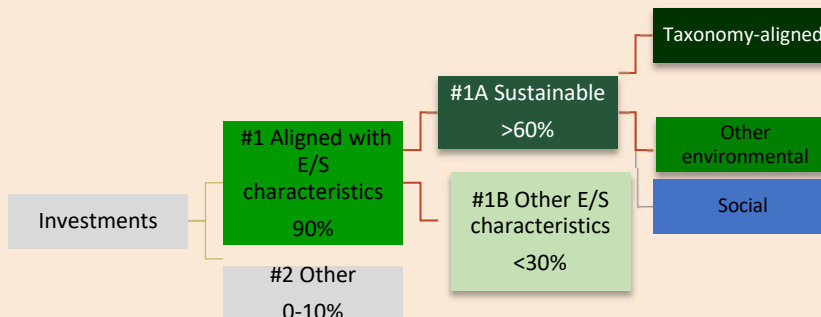 Investments
#1 Aligned with
E/S
characteristics
90%
#2 Other
0-10%
#1A Sustainable
>60%
#1B Other E/S
characteristics
<30%
Taxonomy-aligned
Other
environmental
Social